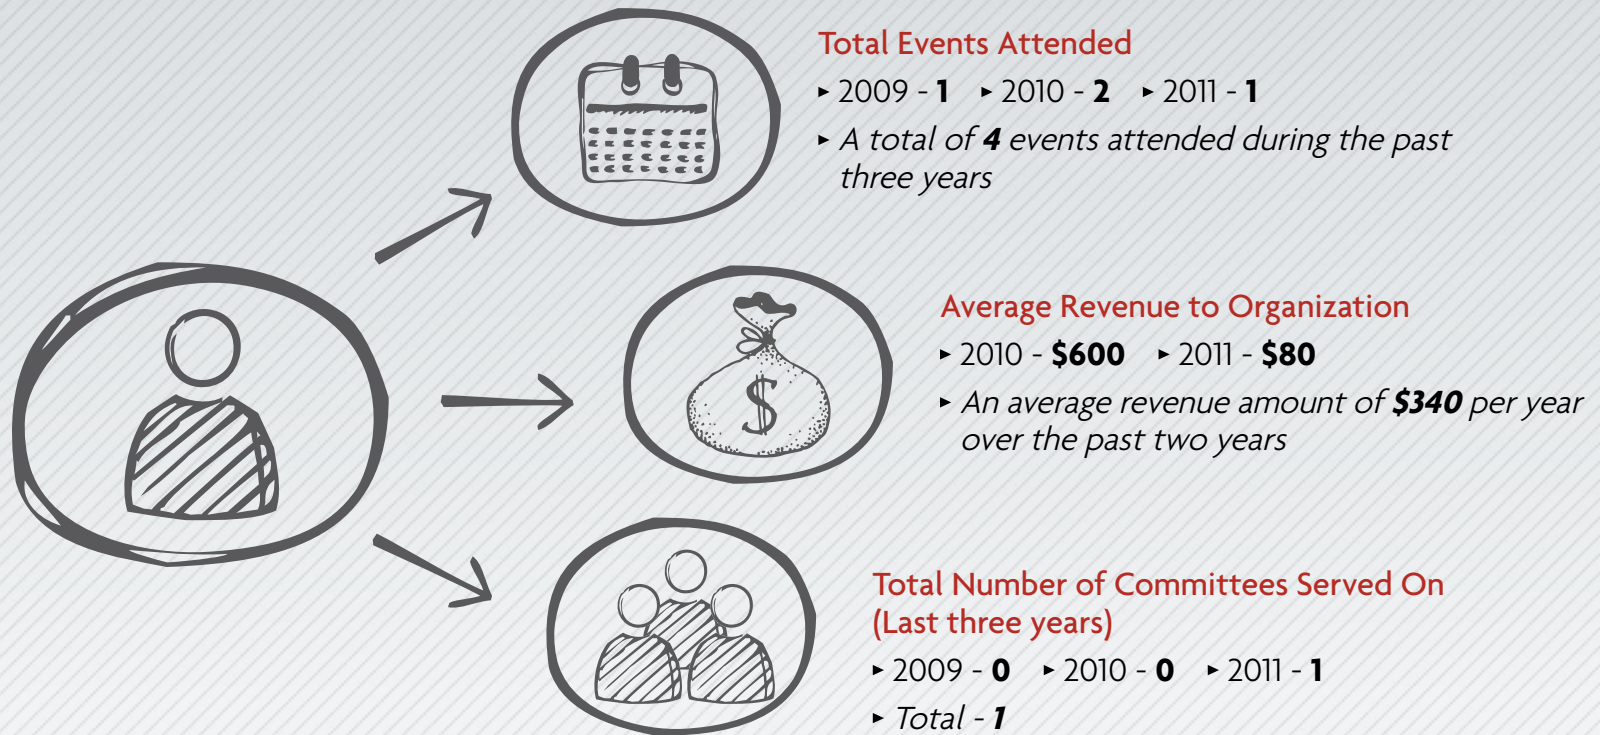 Total Events Attended
▸ 2009 - 1 ▸ 2010 - 2 ▸ 2011 - 1
▸ A total of 4 events attended during the past
three years
Average Revenue to Organization
▸ 2010 - $600 ▸ 2011 - $80
▸ An average revenue amount of $340 per year
over the past two years
$
Total Number of Committees Served On
(Last three years)
▸ 2009 - 0 ▸ 2010 - 0 ▸ 2011 - 1
▸ Total - 1